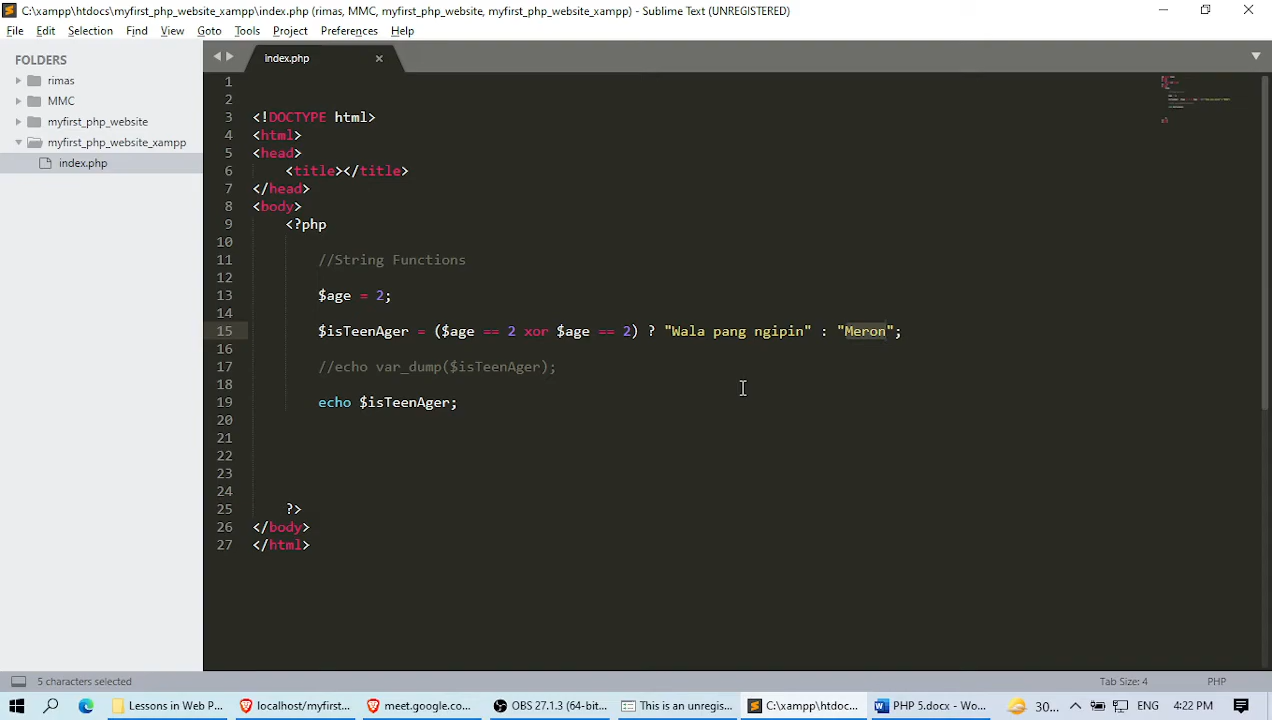 C:\xampp\htdocs\myfirst_php_website_xampp\index.php (rimas, MMC, myfirst_php_website, myfirst_php_website_xampp) - Sublime Text (UNREGISTERED)
File Edit Selection Find View Goto Tools Project Preferences Help
FOLDERS
rimas
MMC
myfirst_php_website
myfirst_php_website_xampp
index.php
index.php
1
2
3 <!DOCTYPE html>
4 <html>
5 <head>
6 <title></title>
7 </head>
8 <body>
9 <?php
10
11 //String Functions
12
13 $age = 2;
14
15 $isTeenAger = ($age == 2 xor $age == 2) ? "Wala pang ngipin" : "Meron";
16
17 //echo var_dump($isTeenAger);
18
19 echo $isTeenAger;
20
21
22
23
24
25 ?>
26 </body>
27 </html>
5 characters selected Tab Size: 4 PHP
Lessons in Web P... localhost/myfirs... meet.google.co... OBS 27.1.3 (64-bit... This is an unregis... C:\xampp\htdoc... PHP 5.docx - Wo... 30... ENG 4:22 PM